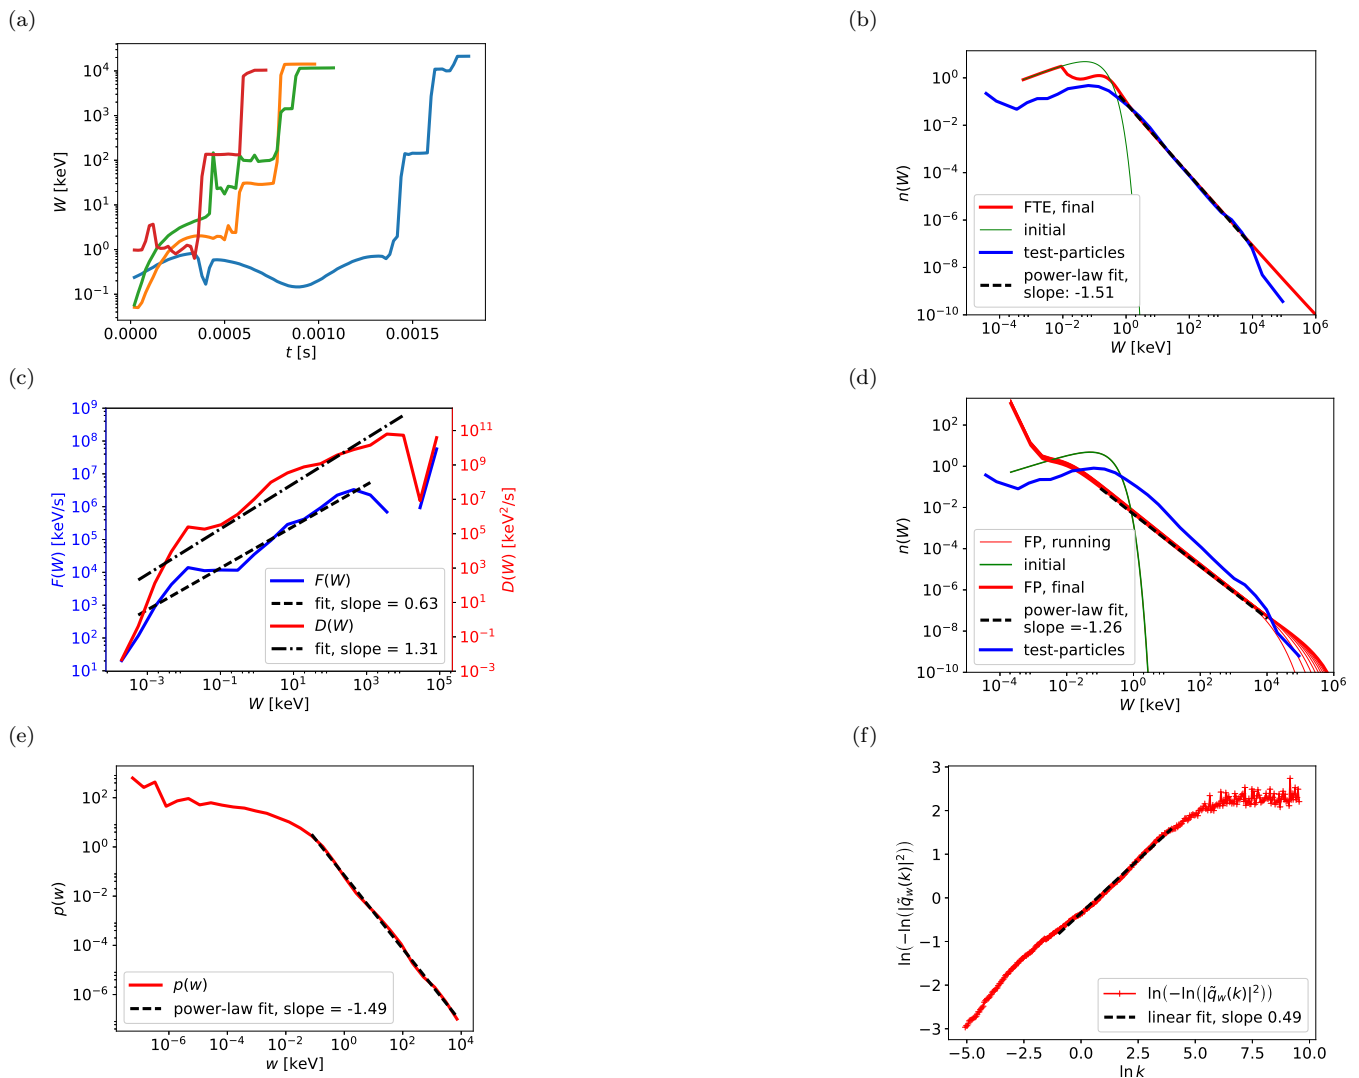 (a)
10^4
10^3
10^2
10^1
10^0
10^-1
W [keV]
0.0000 0.0005 0.0010 0.0015
t [s]
(b)
10^0
10^-2
10^-4
10^-6
10^-8
10^-10
n(W)
FTE, final
initial
test-particles
power-law fit,
slope: -1.51
10^-4 10^-2 10^0 10^2 10^4 10^6
W [keV]
(c)
10^9
10^8
10^7
10^6
10^5
10^4
10^3
10^2
10^1
F(W) [keV/s]
10^11
10^9
10^7
10^5
10^3
10^1
10^-1
10^-3
D(W) [keV^2/s]
F(W)
fit, slope = 0.63
D(W)
fit, slope = 1.31
10^-3 10^-1 10^1 10^3 10^5
W [keV]
(d)
10^2
10^0
10^-2
10^-4
10^-6
10^-8
10^-10
n(W)
FP, running
initial
FP, final
power-law fit,
slope =-1.26
test-particles
10^-4 10^-2 10^0 10^2 10^4 10^6
W [keV]
(e)
10^2
10^0
10^-2
10^-4
10^-6
p(w)
p(w)
power-law fit, slope = -1.49
10^-6 10^-4 10^-2 10^0 10^2 10^4
w [keV]
(f)
3
2
1
0
−1
−2
−3
ln(−ln(|q̃_w(k)|^2))
ln(−ln(|q̃_w(k)|^2))
linear fit, slope 0.49
−5.0 −2.5 0.0 2.5 5.0 7.5 10.0
ln k